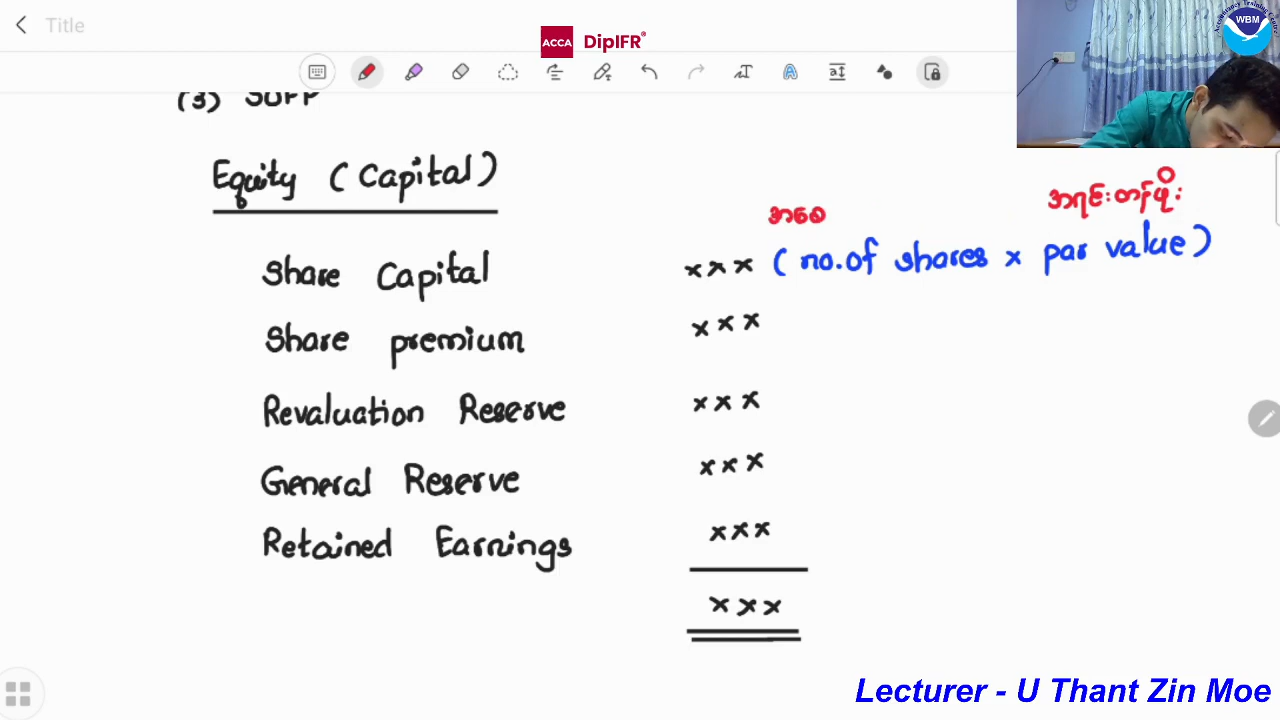 Title
ACCA DipIFR®
WBM
(3) SOFP
Equity (Capital)
အစေ အရင်းတန်ဖိုး
Share Capital xxx (no.of shares x par value)
Share premium xxx
Revaluation Reserve xxx
General Reserve xxx
Retained Earnings xxx
xxx
Lecturer - U Thant Zin Moe